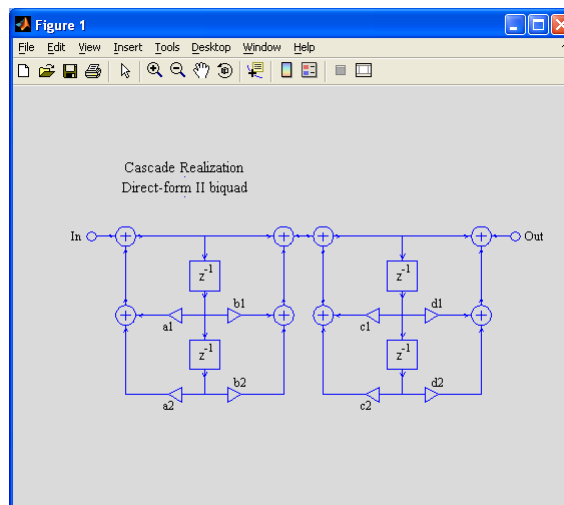 Figure 1
File Edit View Insert Tools Desktop Window Help
Cascade Realization
Direct-form II biquad
In
Out
z⁻¹ z⁻¹
b1 d1
a1 c1
z⁻¹ z⁻¹
b2 d2
a2 c2